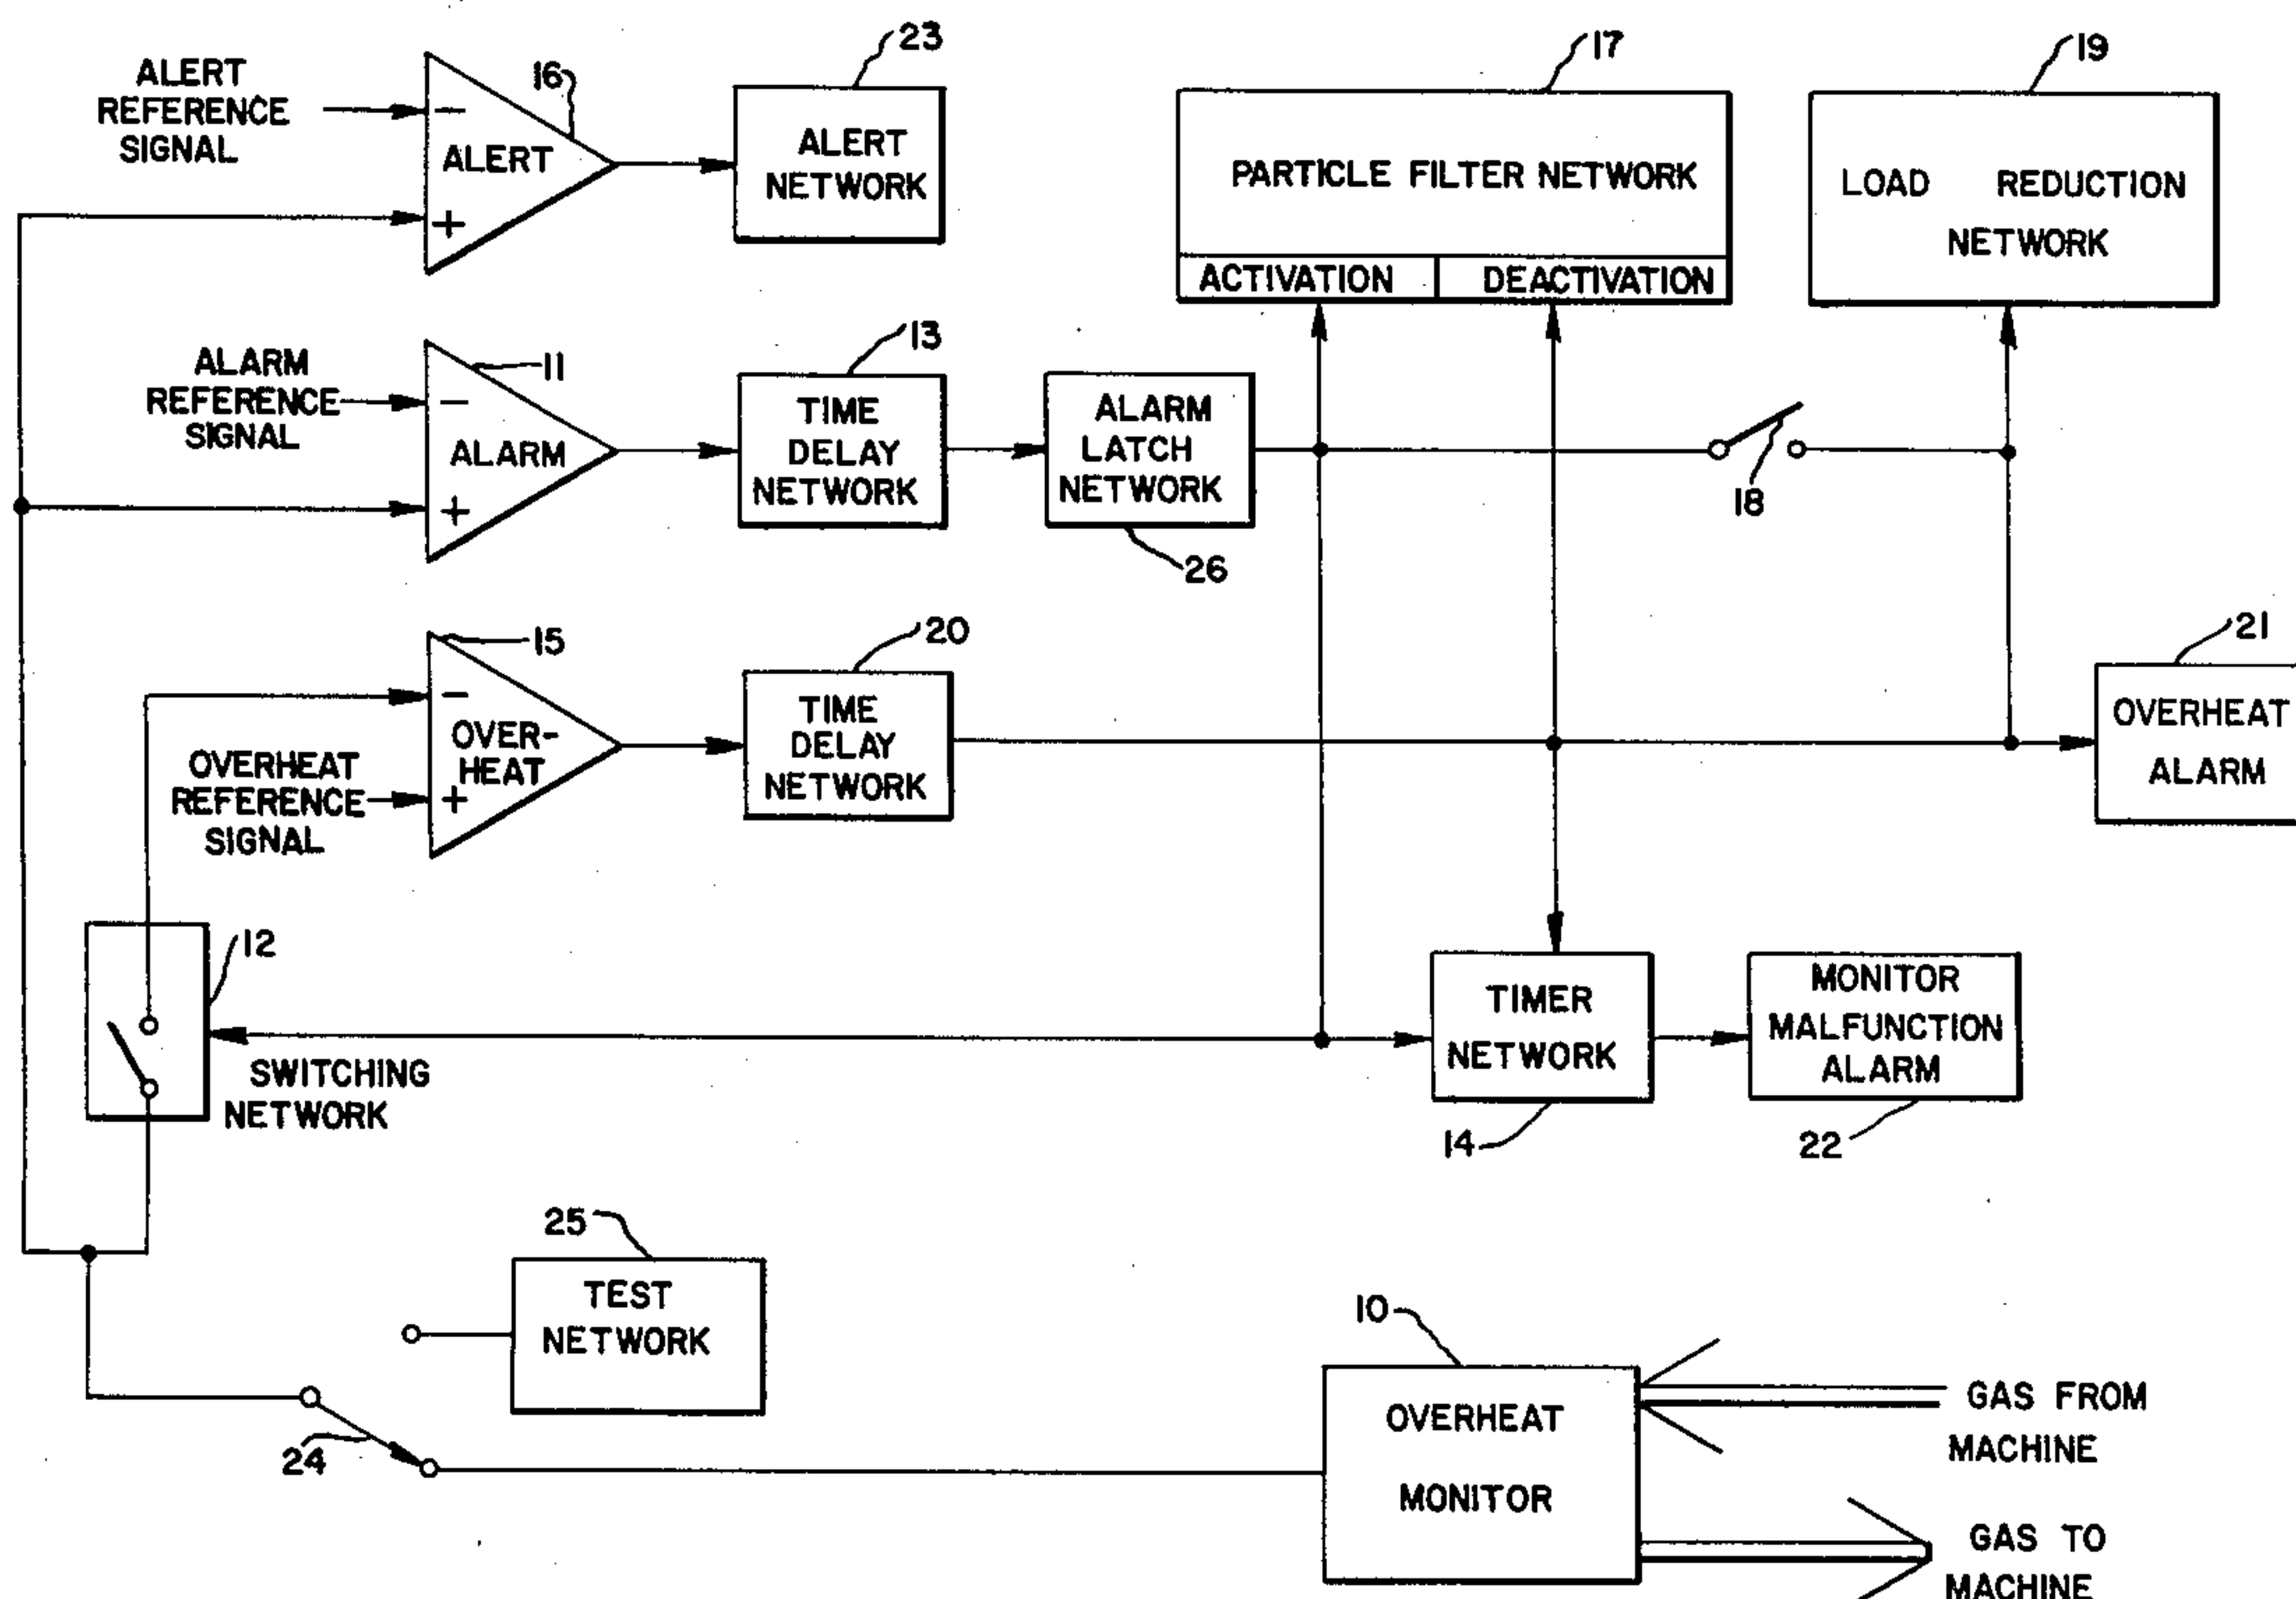 ALERT
REFERENCE
SIGNAL
−
ALERT
+
16
23
ALERT
NETWORK
17
PARTICLE FILTER NETWORK
ACTIVATION
DEACTIVATION
19
LOAD REDUCTION
NETWORK
ALARM
REFERENCE
SIGNAL
−
ALARM
+
11
13
TIME
DELAY
NETWORK
ALARM
LATCH
NETWORK
26
18
OVERHEAT
REFERENCE
SIGNAL
15
−
OVER-
HEAT
+
20
TIME
DELAY
NETWORK
21
OVERHEAT
ALARM
12
SWITCHING
NETWORK
TIMER
NETWORK
14
MONITOR
MALFUNCTION
ALARM
22
25
TEST
NETWORK
24
10
OVERHEAT
MONITOR
GAS FROM
MACHINE
GAS TO
MACHINE